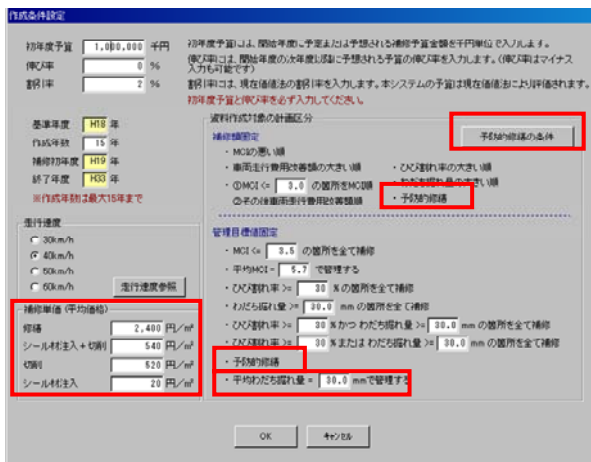 作成条件設定
初年度予算 1,000,000 千円
初年度予算には、開始年度に予定または予想される補修予算金額を千円単位で入力します。
伸び率 0 %
伸び率には、開始年度の次年度以降に予想される予算の伸び率を入力します。(伸び率はマイナス入力も可能です)
割引率 2 %
割引率には、現在価値法の割引率を入力します。本システムの予算は現在価値法により評価されます。
初年度予算と伸び率を必ず入力してください。
基準年度 H18 年
作成年数 15 年
補修初年度 H19 年
終了年度 H33 年
※作成年数は最大15年まで
走行速度
30km/h
40km/h
50km/h
60km/h
走行速度参照
補修単価(平均価格)
修繕 2,400 円/㎡
シール材注入+切削 540 円/㎡
切削 520 円/㎡
シール材注入 20 円/㎡
資料作成対象の計画区分
予防的修繕の条件
補修額固定
・MCIの悪い順
・車両走行費用改善額の大きい順
・ひび割れ率の大きい順
・①MCI <= 3.0 の箇所をMCI順
②その後車両走行費用改善額順
・わだち掘れ量の大きい順
・予防的修繕
管理目標値固定
・MCI <= 3.5 の箇所を全て補修
・平均MCI = 5.7 で管理する
・ひび割れ率 >= 30 %の箇所を全て補修
・わだち掘れ量 >= 30.0 mm の箇所を全て補修
・ひび割れ率 >= 30 %かつ わだち掘れ量 >= 30.0 mm の箇所を全て補修
・ひび割れ率 >= 30 %または わだち掘れ量 >= 30.0 mm の箇所を全て補修
・予防的修繕
・平均わだち掘れ量 = 30.0 mmで管理する
OK
キャンセル